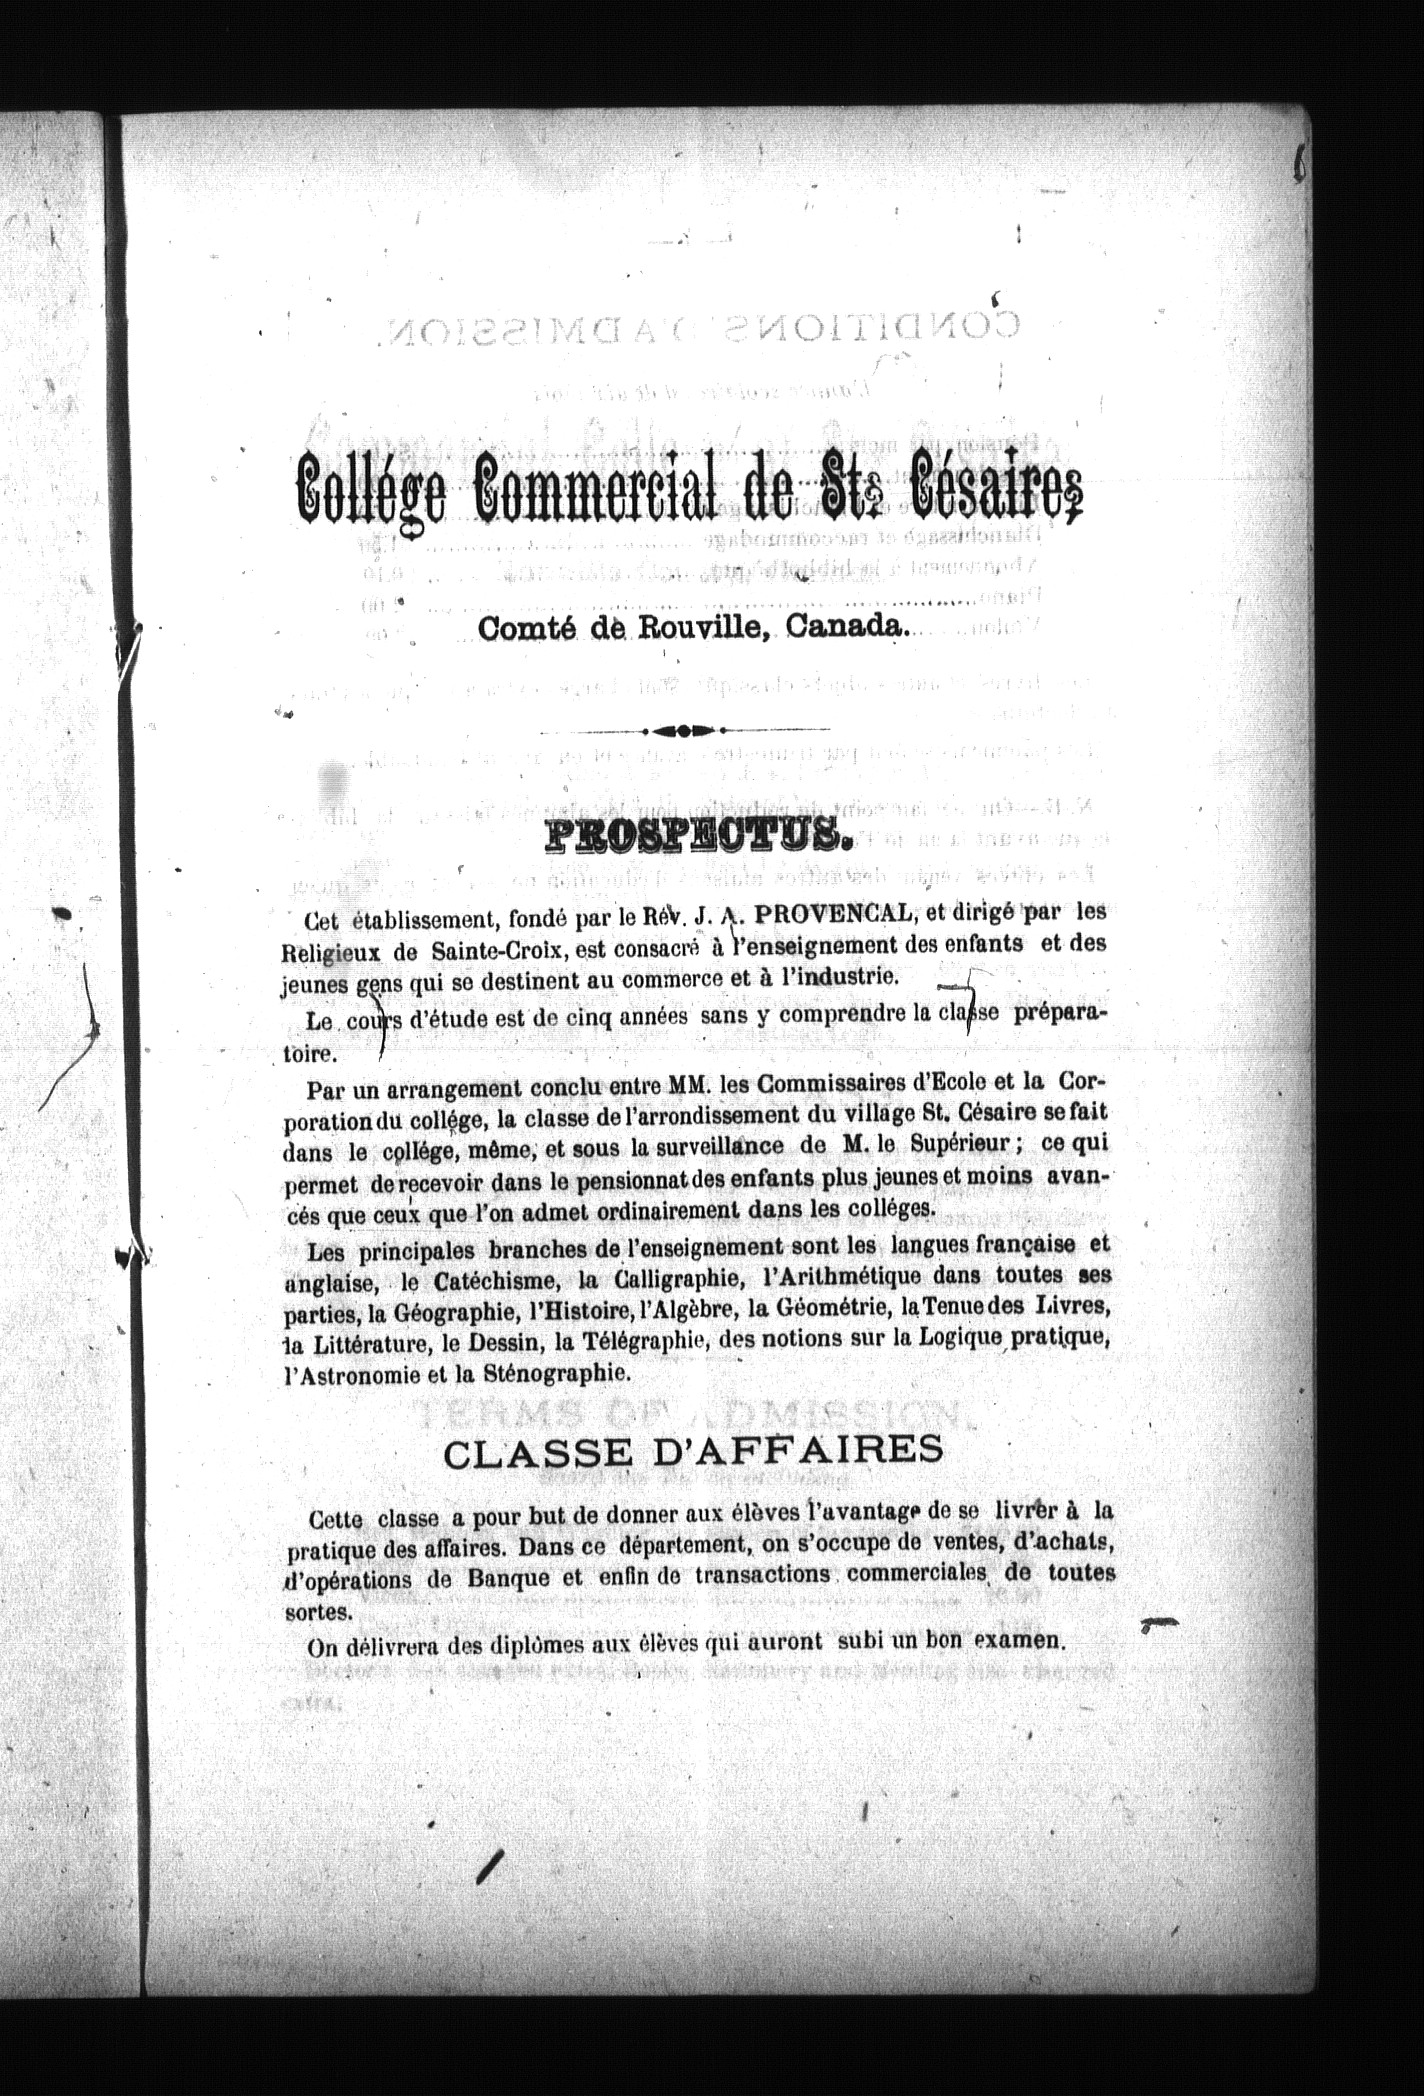 CONDITIONS D'ADMISSION.
Collége Commercial de St. Césaire,
Comté de Rouville, Canada.
PROSPECTUS.
Cet établissement, fondé par le Rév. J. A. PROVENCAL, et dirigé par les
Religieux de Sainte-Croix, est consacré à l'enseignement des enfants et des
jeunes gens qui se destinent au commerce et à l'industrie.
Le cours d'étude est de cinq années sans y comprendre la classe prépara-
toire.
Par un arrangement conclu entre MM. les Commissaires d'Ecole et la Cor-
poration du collége, la classe de l'arrondissement du village St. Césaire se fait
dans le collége, même, et sous la surveillance de M. le Supérieur ; ce qui
permet de recevoir dans le pensionnat des enfants plus jeunes et moins avan-
cés que ceux que l'on admet ordinairement dans les colléges.
Les principales branches de l'enseignement sont les langues française et
anglaise, le Catéchisme, la Calligraphie, l'Arithmétique dans toutes ses
parties, la Géographie, l'Histoire, l'Algèbre, la Géométrie, la Tenue des Livres,
la Littérature, le Dessin, la Télégraphie, des notions sur la Logique pratique,
l'Astronomie et la Sténographie.
TERMS OF ADMISSION.
CLASSE D'AFFAIRES
Cette classe a pour but de donner aux élèves l'avantage de se livrer à la
pratique des affaires. Dans ce département, on s'occupe de ventes, d'achats,
d'opérations de Banque et enfin de transactions commerciales de toutes
sortes.
On délivrera des diplômes aux élèves qui auront subi un bon examen.